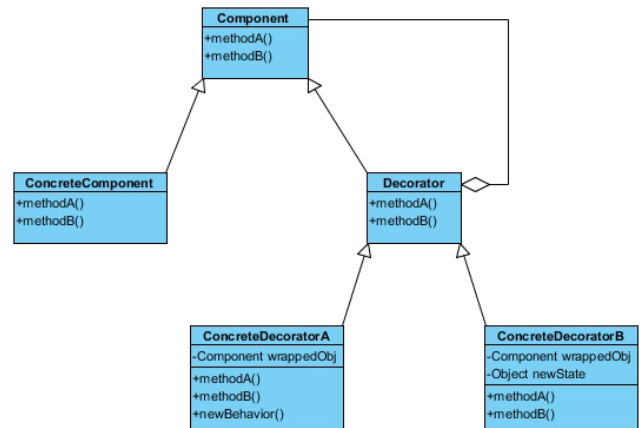 Component
+methodA()
+methodB()
ConcreteComponent
+methodA()
+methodB()
Decorator
+methodA()
+methodB()
ConcreteDecoratorA
-Component wrappedObj
+methodA()
+methodB()
+newBehavior()
ConcreteDecoratorB
-Component wrappedObj
-Object newState
+methodA()
+methodB()